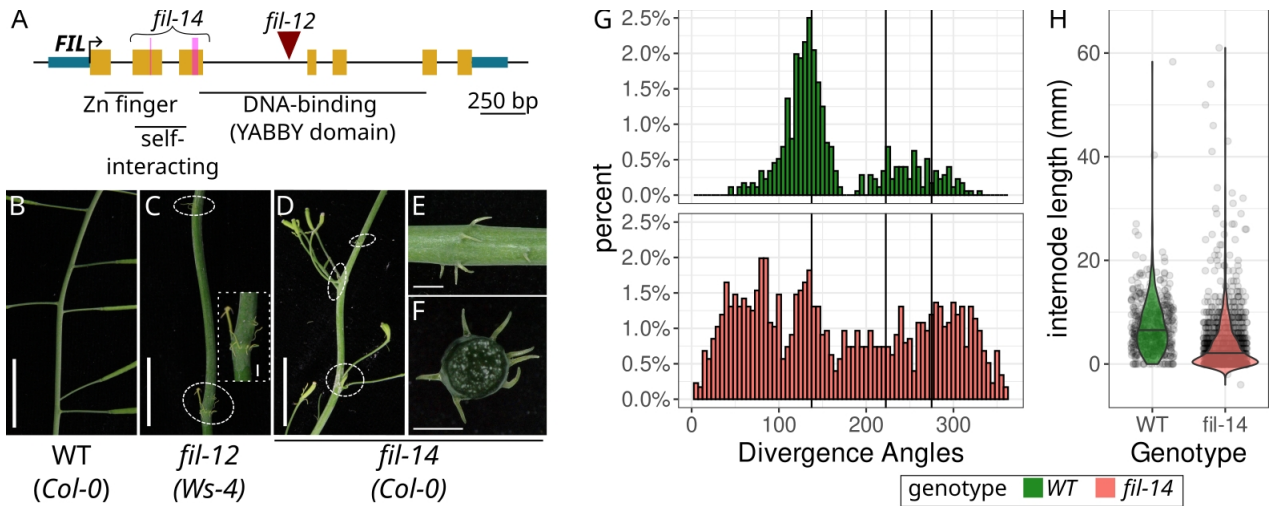 A
fil-14
fil-12
FIL
Zn finger
DNA-binding
(YABBY domain)
250 bp
self-
interacting
B
C
D
E
F
WT
(Col-0)
fil-12
(Ws-4)
fil-14
(Col-0)
G
percent
2.5%
2.0%
1.5%
1.0%
0.5%
0.0%
2.5%
2.0%
1.5%
1.0%
0.5%
0.0%
0 100 200 300
Divergence Angles
H
internode length (mm)
60
40
20
0
WT fil-14
Genotype
genotype WT fil-14